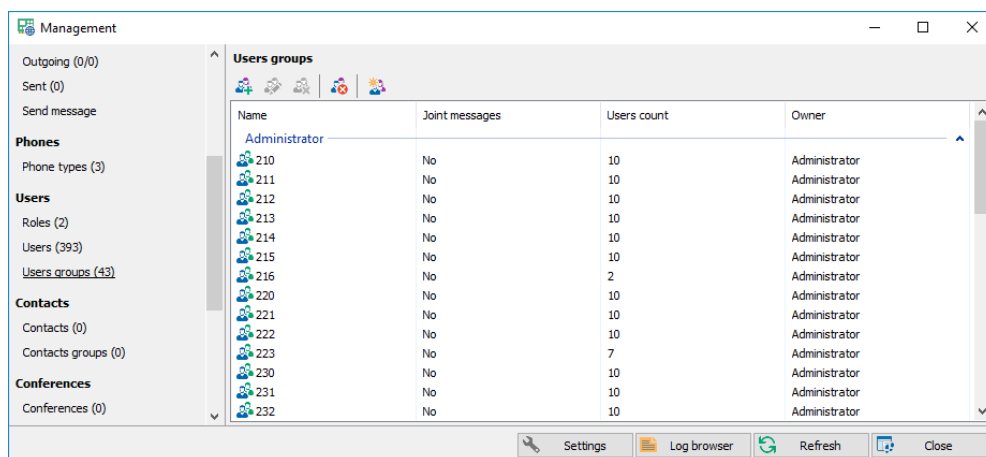 Management
Outgoing (0/0)
Sent (0)
Send message
Phones
Phone types (3)
Users
Roles (2)
Users (393)
Users groups (43)
Contacts
Contacts (0)
Contacts groups (0)
Conferences
Conferences (0)
Users groups
Name Joint messages Users count Owner
Administrator
210 No 10 Administrator
211 No 10 Administrator
212 No 10 Administrator
213 No 10 Administrator
214 No 10 Administrator
215 No 10 Administrator
216 No 2 Administrator
220 No 10 Administrator
221 No 10 Administrator
222 No 10 Administrator
223 No 7 Administrator
230 No 10 Administrator
231 No 10 Administrator
232 No 10 Administrator
Settings Log browser Refresh Close